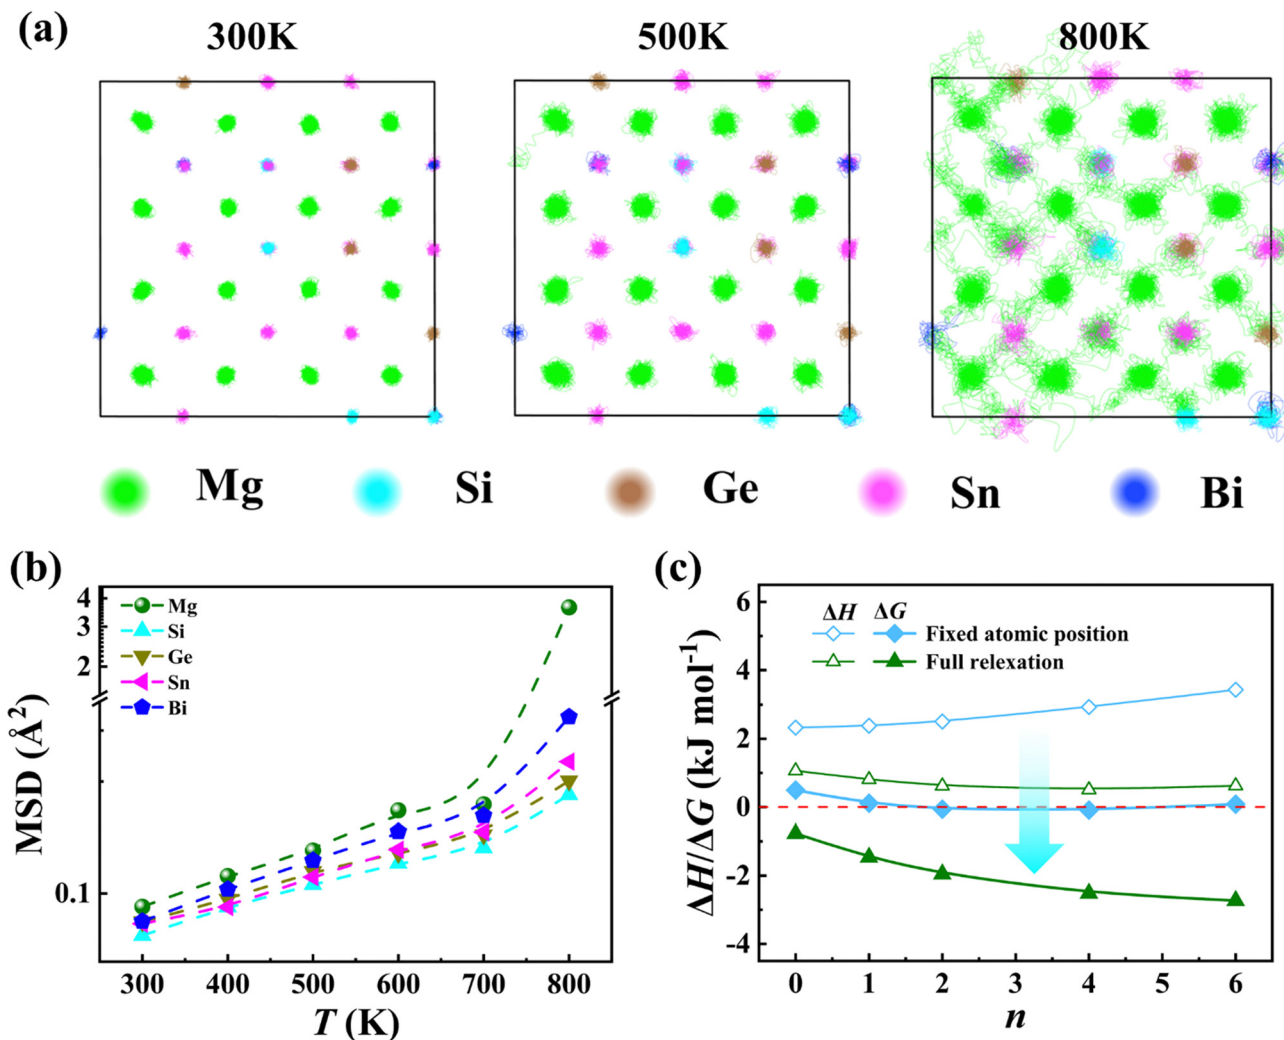 (a)
300K 500K 800K
Mg Si Ge Sn Bi
(b)
4
3
2
0.1
MSD (Å²)
Mg
Si
Ge
Sn
Bi
300 400 500 600 700 800
T (K)
(c)
6
4
2
0
-2
-4
ΔH/ΔG (kJ mol⁻¹)
ΔH ΔG
Fixed atomic position
Full relexation
0 1 2 3 4 5 6
n